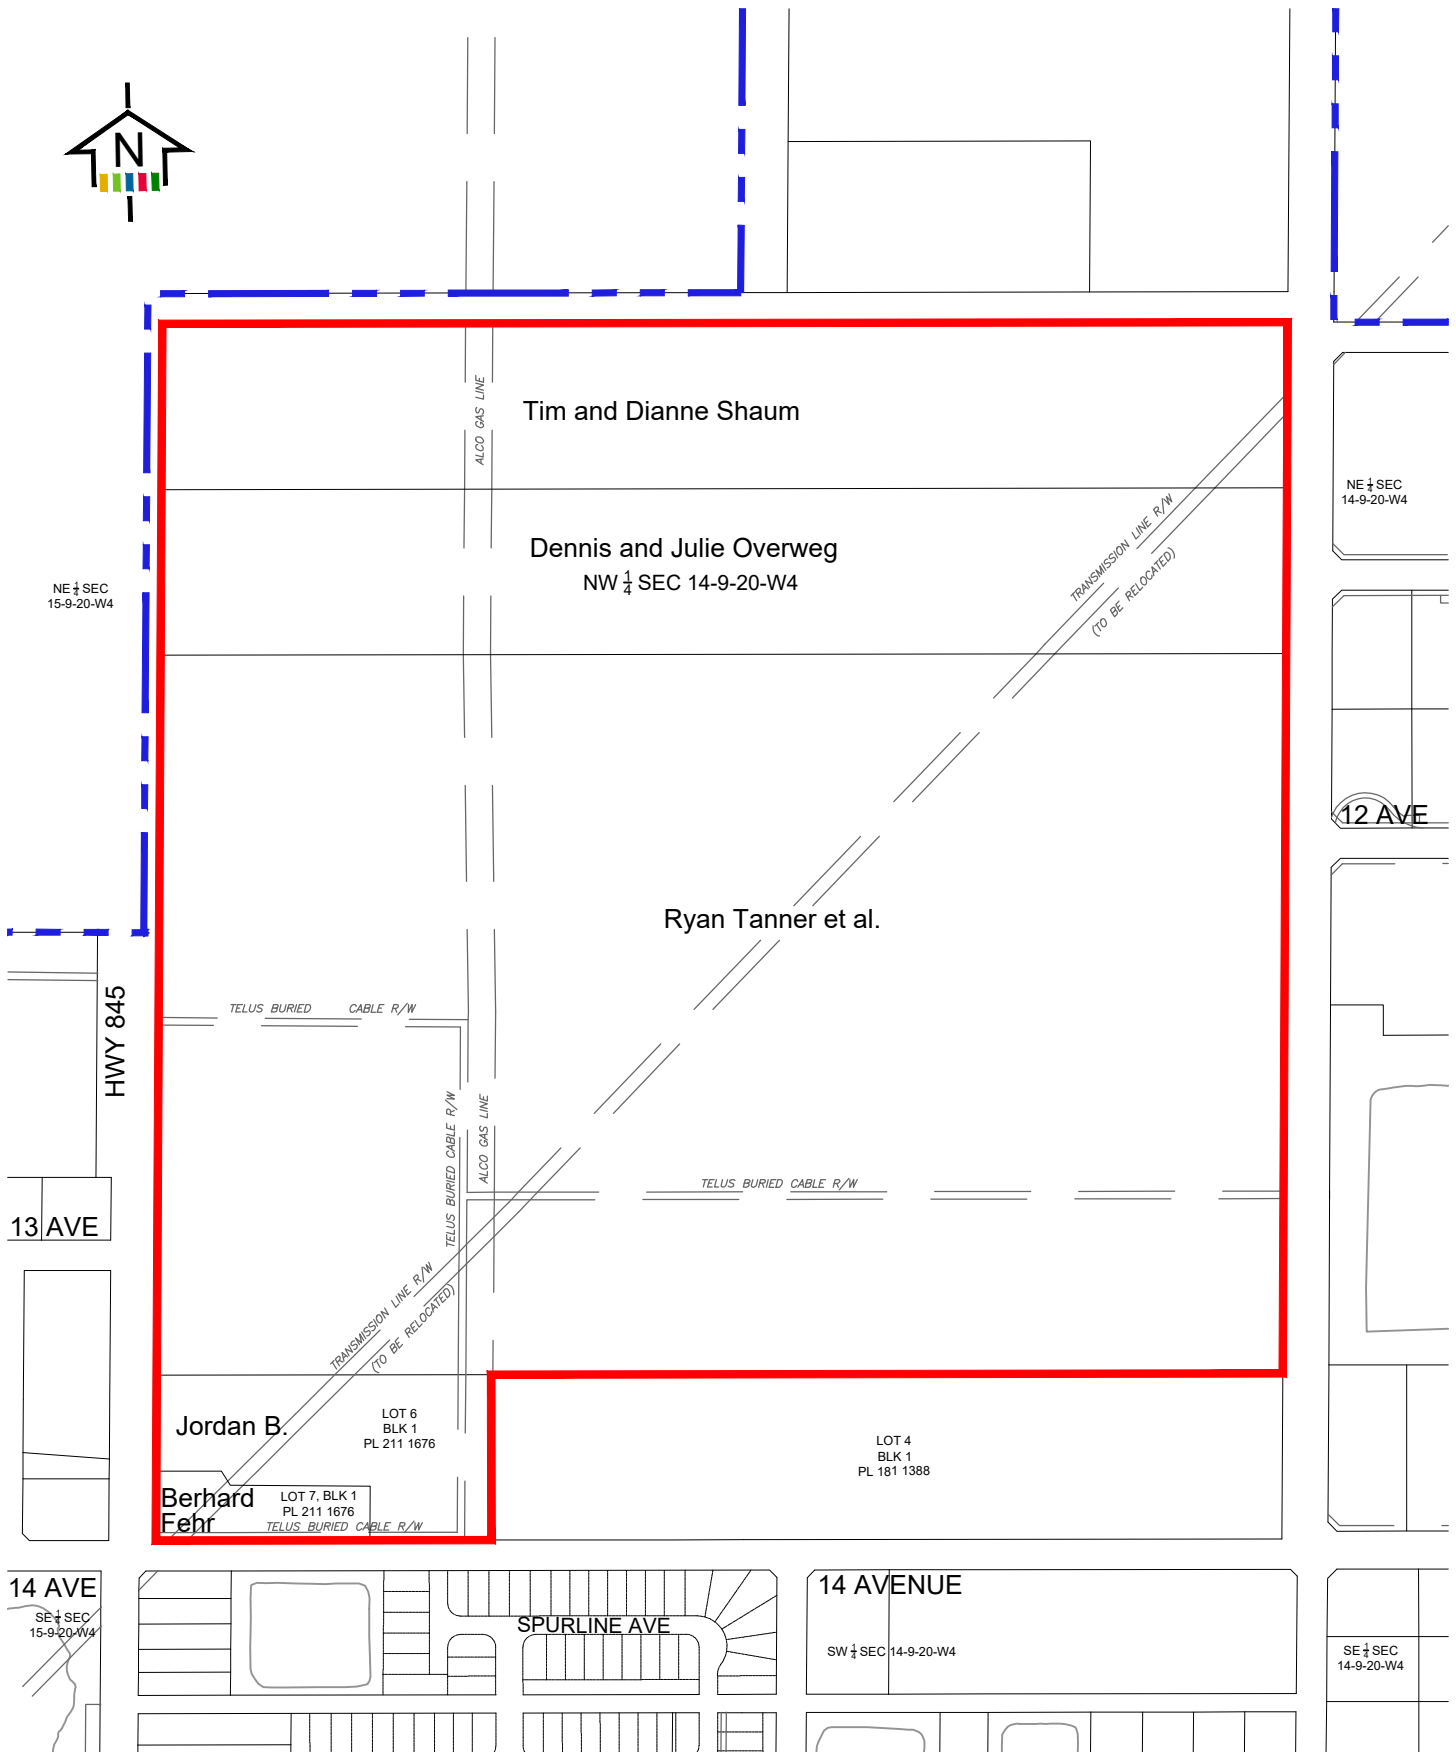 N
Tim and Dianne Shaum
ALCO GAS LINE
NE 1/4 SEC
14-9-20-W4
TRANSMISSION LINE R/W
(TO BE RELOCATED)
Dennis and Julie Overweg
NW 1/4 SEC 14-9-20-W4
NE 1/4 SEC
15-9-20-W4
12 AVE
Ryan Tanner et al.
HWY 845
TELUS BURIED CABLE R/W
TELUS BURIED CABLE R/W
ALCO GAS LINE
TELUS BURIED CABLE R/W
13 AVE
TRANSMISSION LINE R/W
(TO BE RELOCATED)
Jordan B.
LOT 6
BLK 1
PL 211 1676
LOT 4
BLK 1
PL 181 1388
Berhard
Fehr
LOT 7, BLK 1
PL 211 1676
TELUS BURIED CABLE R/W
14 AVE
SE 1/4 SEC
15-9-20-W4
SPURLINE AVE
14 AVENUE
SW 1/4 SEC 14-9-20-W4
SE 1/4 SEC
14-9-20-W4